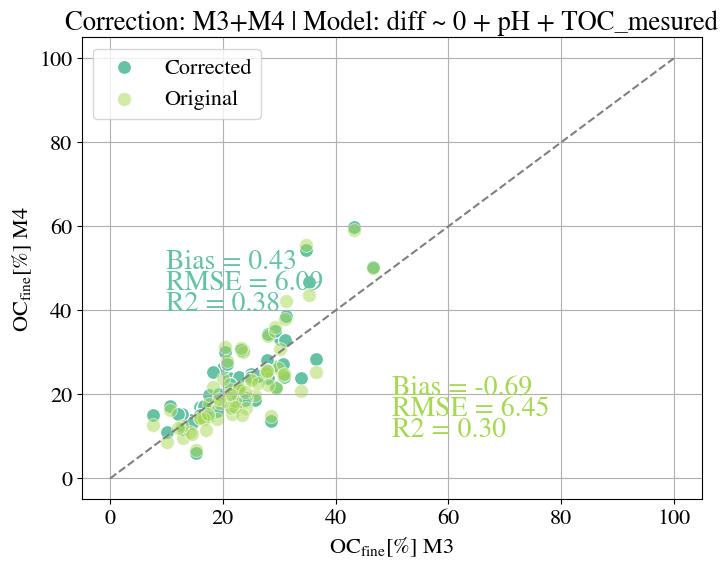 Correction: M3+M4 | Model: diff ~ 0 + pH + TOC_mesured
Corrected
Original
100
80
60
40
20
0
OC_fine[%] M4
Bias = 0.43
RMSE = 6.09
R2 = 0.38
Bias = -0.69
RMSE = 6.45
R2 = 0.30
0 20 40 60 80 100
OC_fine[%] M3